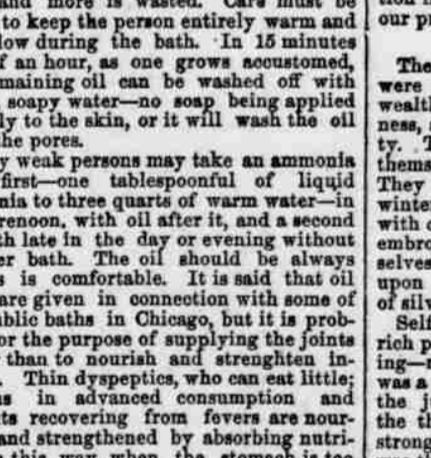 and more is wasted. Care must be
to keep the person entirely warm and
low during the bath. In 15 minutes
f an hour, as one grows accustomed,
maining oil can be washed off with
soapy water—no soap being applied
ly to the skin, or it will wash the oil
he pores.
y weak persons may take an ammonia
first—one tablespoonful of liquid
nia to three quarts of warm water—in
renoon, with oil after it, and a second
th late in the day or evening without
er bath. The oil should be always
s is comfortable. It is said that oil
are given in connection with some of
ublic baths in Chicago, but it is prob-
or the purpose of supplying the joints
than to nourish and strenghten in-
. Thin dyspeptics, who can eat little;
ns in advanced consumption and
ts recovering from fevers are nour-
and strengthened by absorbing nutri-
this way when the stomach is too
our pu
The
were
wealt
ness, s
ty. T
thems
They
winter
with c
embro
selves
upon
of silv
Self
rich p
ing—
was a
the j
the th
strong